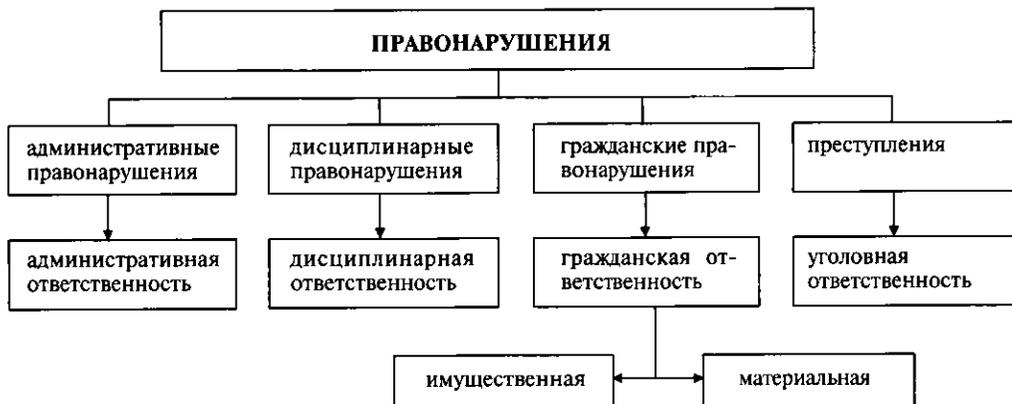 ПРАВОНАРУШЕНИЯ
административные
правонарушения
дисциплинарные
правонарушения
гражданские пра-
вонарушения
преступления
административная
ответственность
дисциплинарная
ответственность
гражданская от-
ветственность
уголовная
ответственность
имущественная
материальная